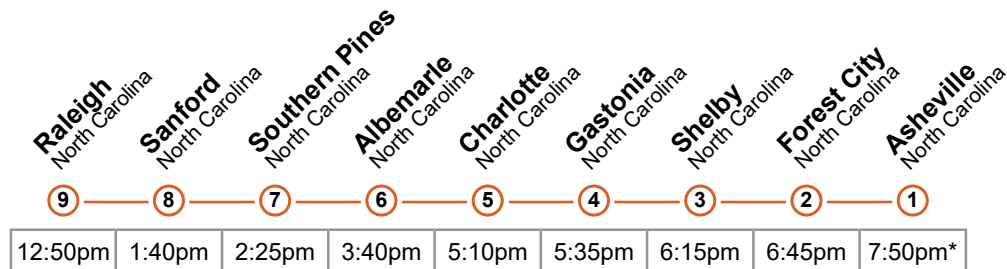 Raleigh
North Carolina
Sanford
North Carolina
Southern Pines
North Carolina
Albemarle
North Carolina
Charlotte
North Carolina
Gastonia
North Carolina
Shelby
North Carolina
Forest City
North Carolina
Asheville
North Carolina
9 8 7 6 5 4 3 2 1
12:50pm 1:40pm 2:25pm 3:40pm 5:10pm 5:35pm 6:15pm 6:45pm 7:50pm*